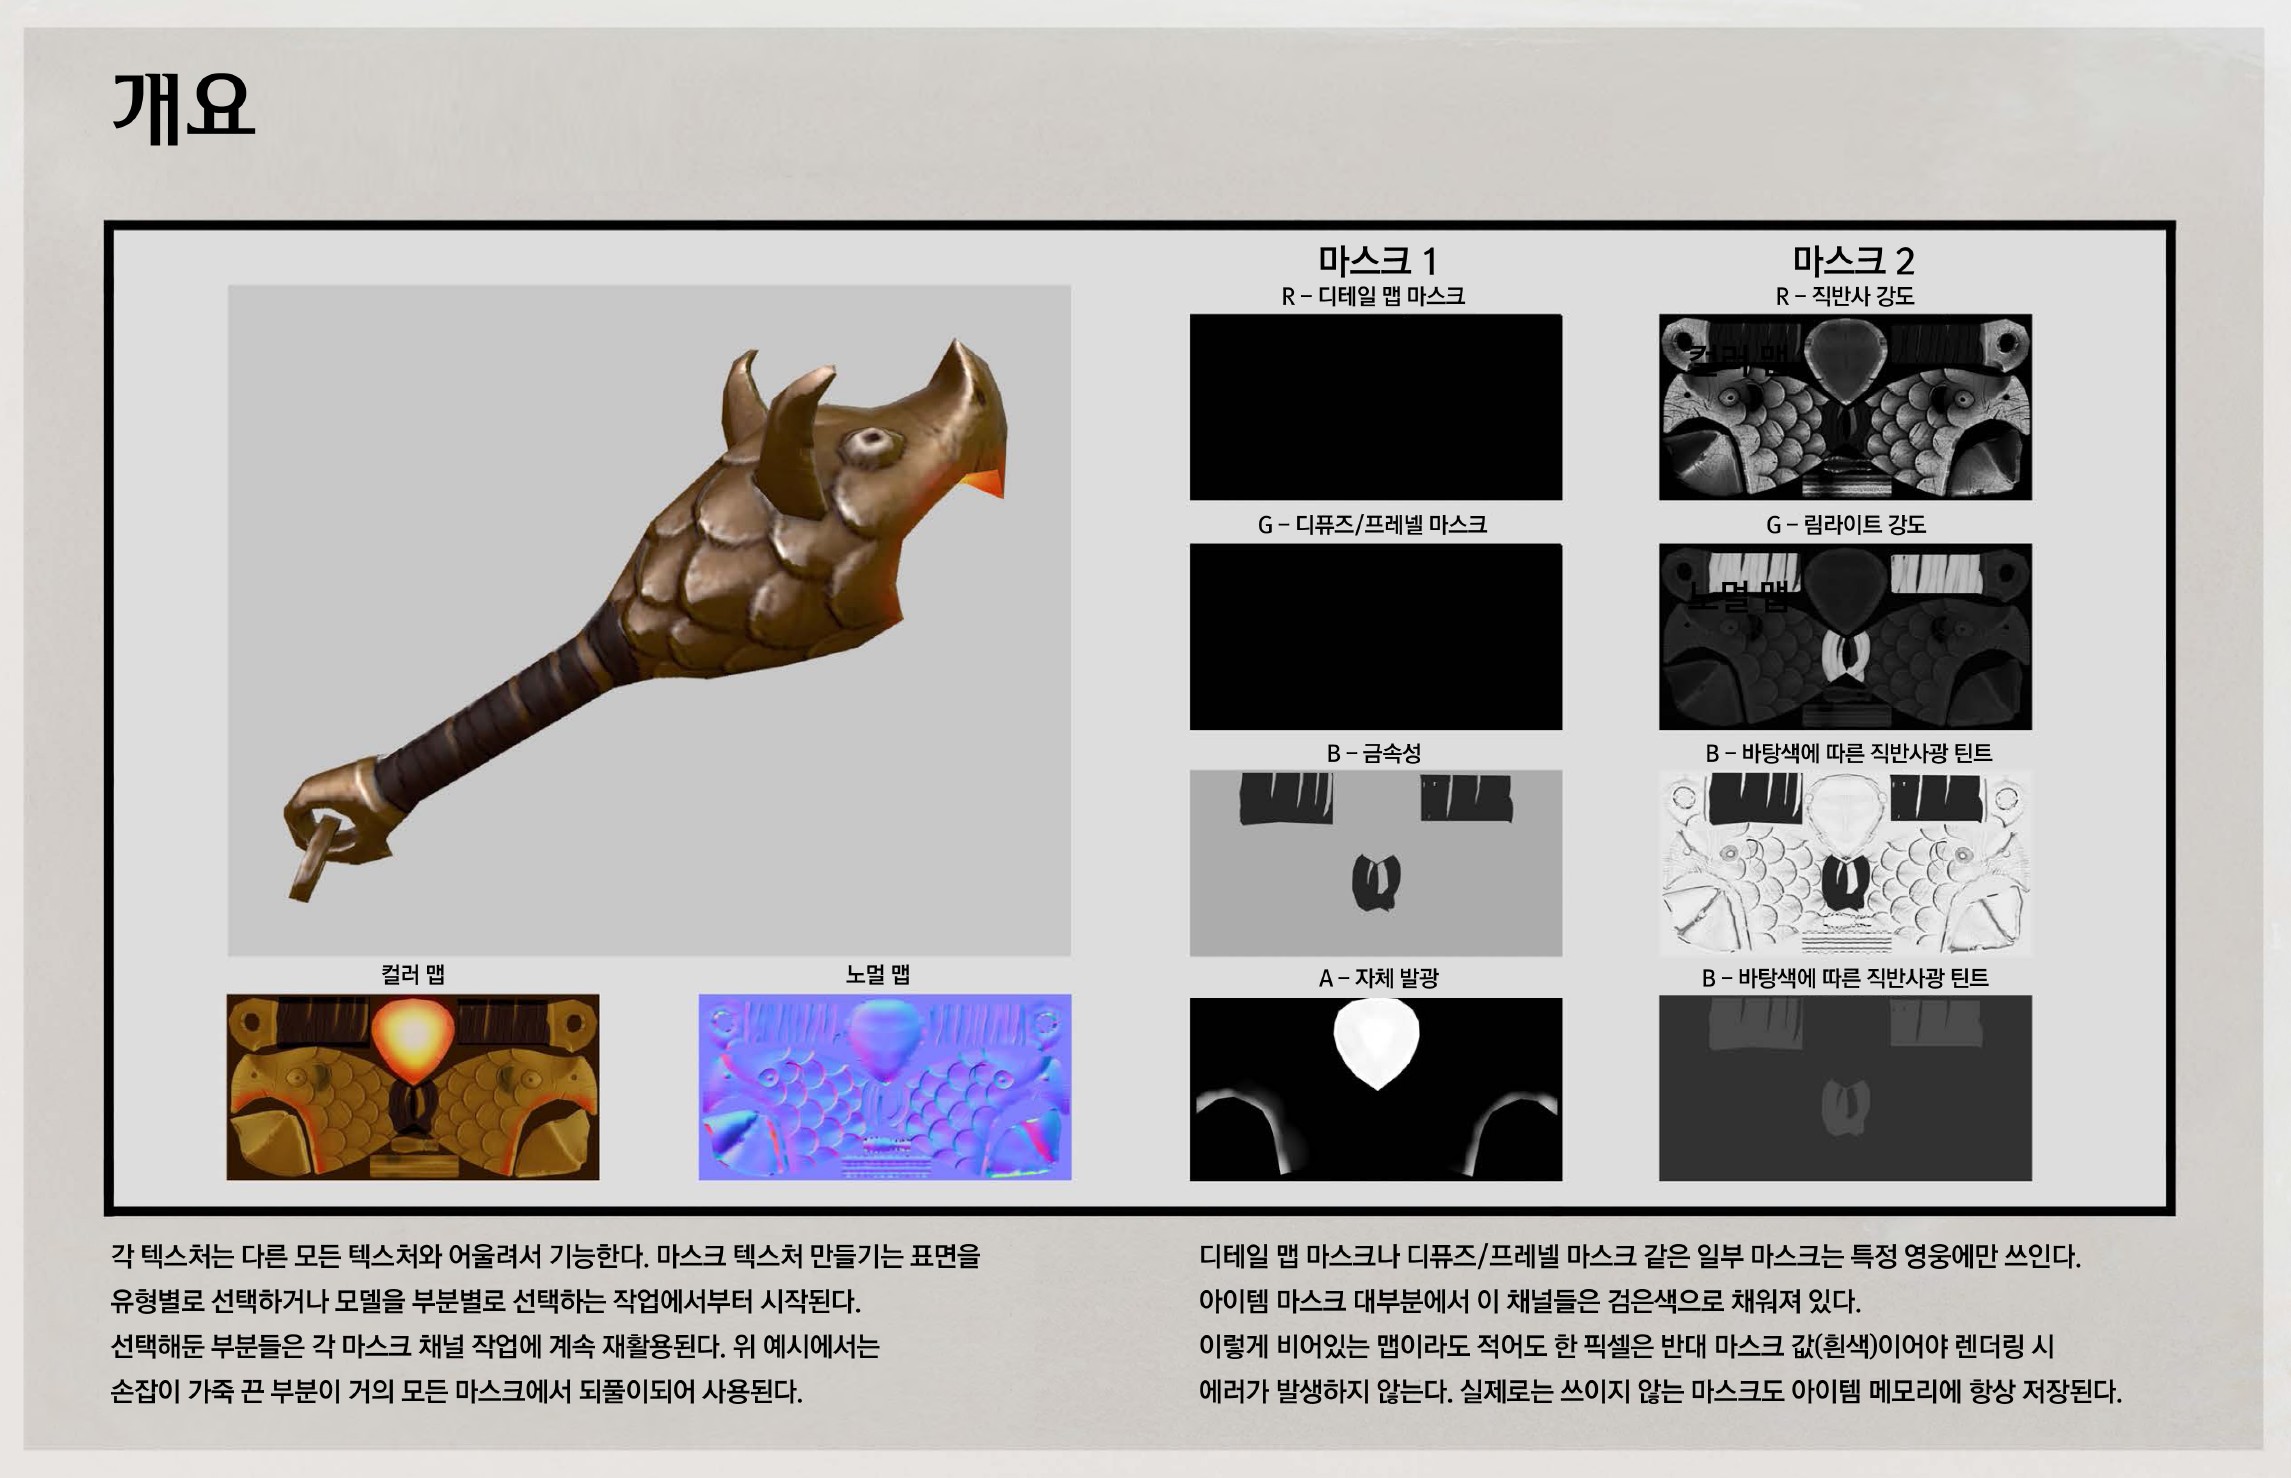 개요
마스크 1
R – 디테일 맵 마스크
G – 디퓨즈/프레넬 마스크
B – 금속성
A – 자체 발광
마스크 2
R – 직반사 강도
컬러 맵
G – 림라이트 강도
노멀 맵
B – 바탕색에 따른 직반사광 틴트
B – 바탕색에 따른 직반사광 틴트
컬러 맵
노멀 맵
각 텍스처는 다른 모든 텍스처와 어울려서 기능한다. 마스크 텍스처 만들기는 표면을
유형별로 선택하거나 모델을 부분별로 선택하는 작업에서부터 시작된다.
선택해둔 부분들은 각 마스크 채널 작업에 계속 재활용된다. 위 예시에서는
손잡이 가죽 끈 부분이 거의 모든 마스크에서 되풀이되어 사용된다.
디테일 맵 마스크나 디퓨즈/프레넬 마스크 같은 일부 마스크는 특정 영웅에만 쓰인다.
아이템 마스크 대부분에서 이 채널들은 검은색으로 채워져 있다.
이렇게 비어있는 맵이라도 적어도 한 픽셀은 반대 마스크 값(흰색)이어야 렌더링 시
에러가 발생하지 않는다. 실제로는 쓰이지 않는 마스크도 아이템 메모리에 항상 저장된다.